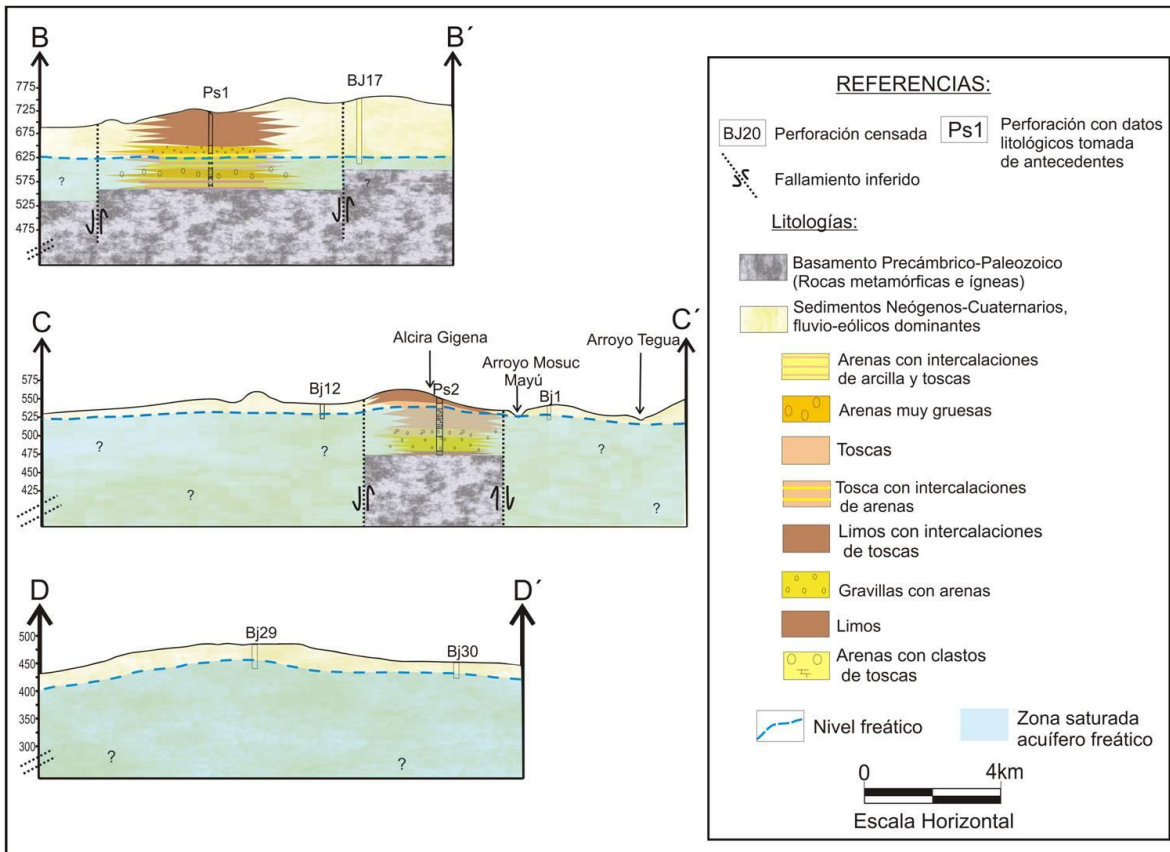 B
B´
775
725
675
625
575
525
475
Ps1
BJ17
?
?
C
C´
575
550
525
500
475
450
425
Alcira Gigena
Arroyo Mosuc
Mayú
Arroyo Tegua
Bj12
Ps2
Bj1
?
?
?
?
D
D´
500
450
400
350
300
Bj29
Bj30
?
?
REFERENCIAS:
BJ20 Perforación censada
Ps1 Perforación con datos
litológicos tomada
de antecedentes
Fallamiento inferido
Litologías:
Basamento Precámbrico-Paleozoico
(Rocas metamórficas e ígneas)
Sedimentos Neógenos-Cuaternarios,
fluvio-eólicos dominantes
Arenas con intercalaciones
de arcilla y toscas
Arenas muy gruesas
Toscas
Tosca con intercalaciones
de arenas
Limos con intercalaciones
de toscas
Gravillas con arenas
Limos
Arenas con clastos
de toscas
Nivel freático
Zona saturada
acuífero freático
0 4km
Escala Horizontal